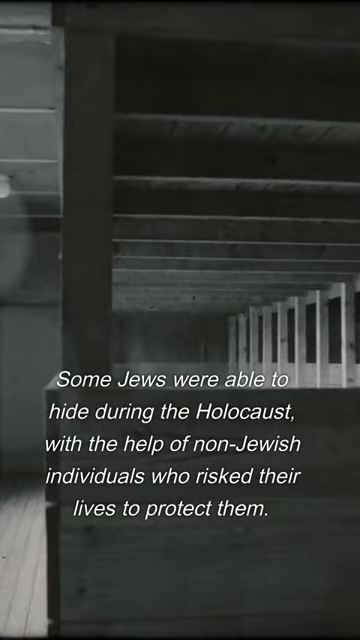 Some Jews were able to
hide during the Holocaust,
with the help of non-Jewish
individuals who risked their
lives to protect them.